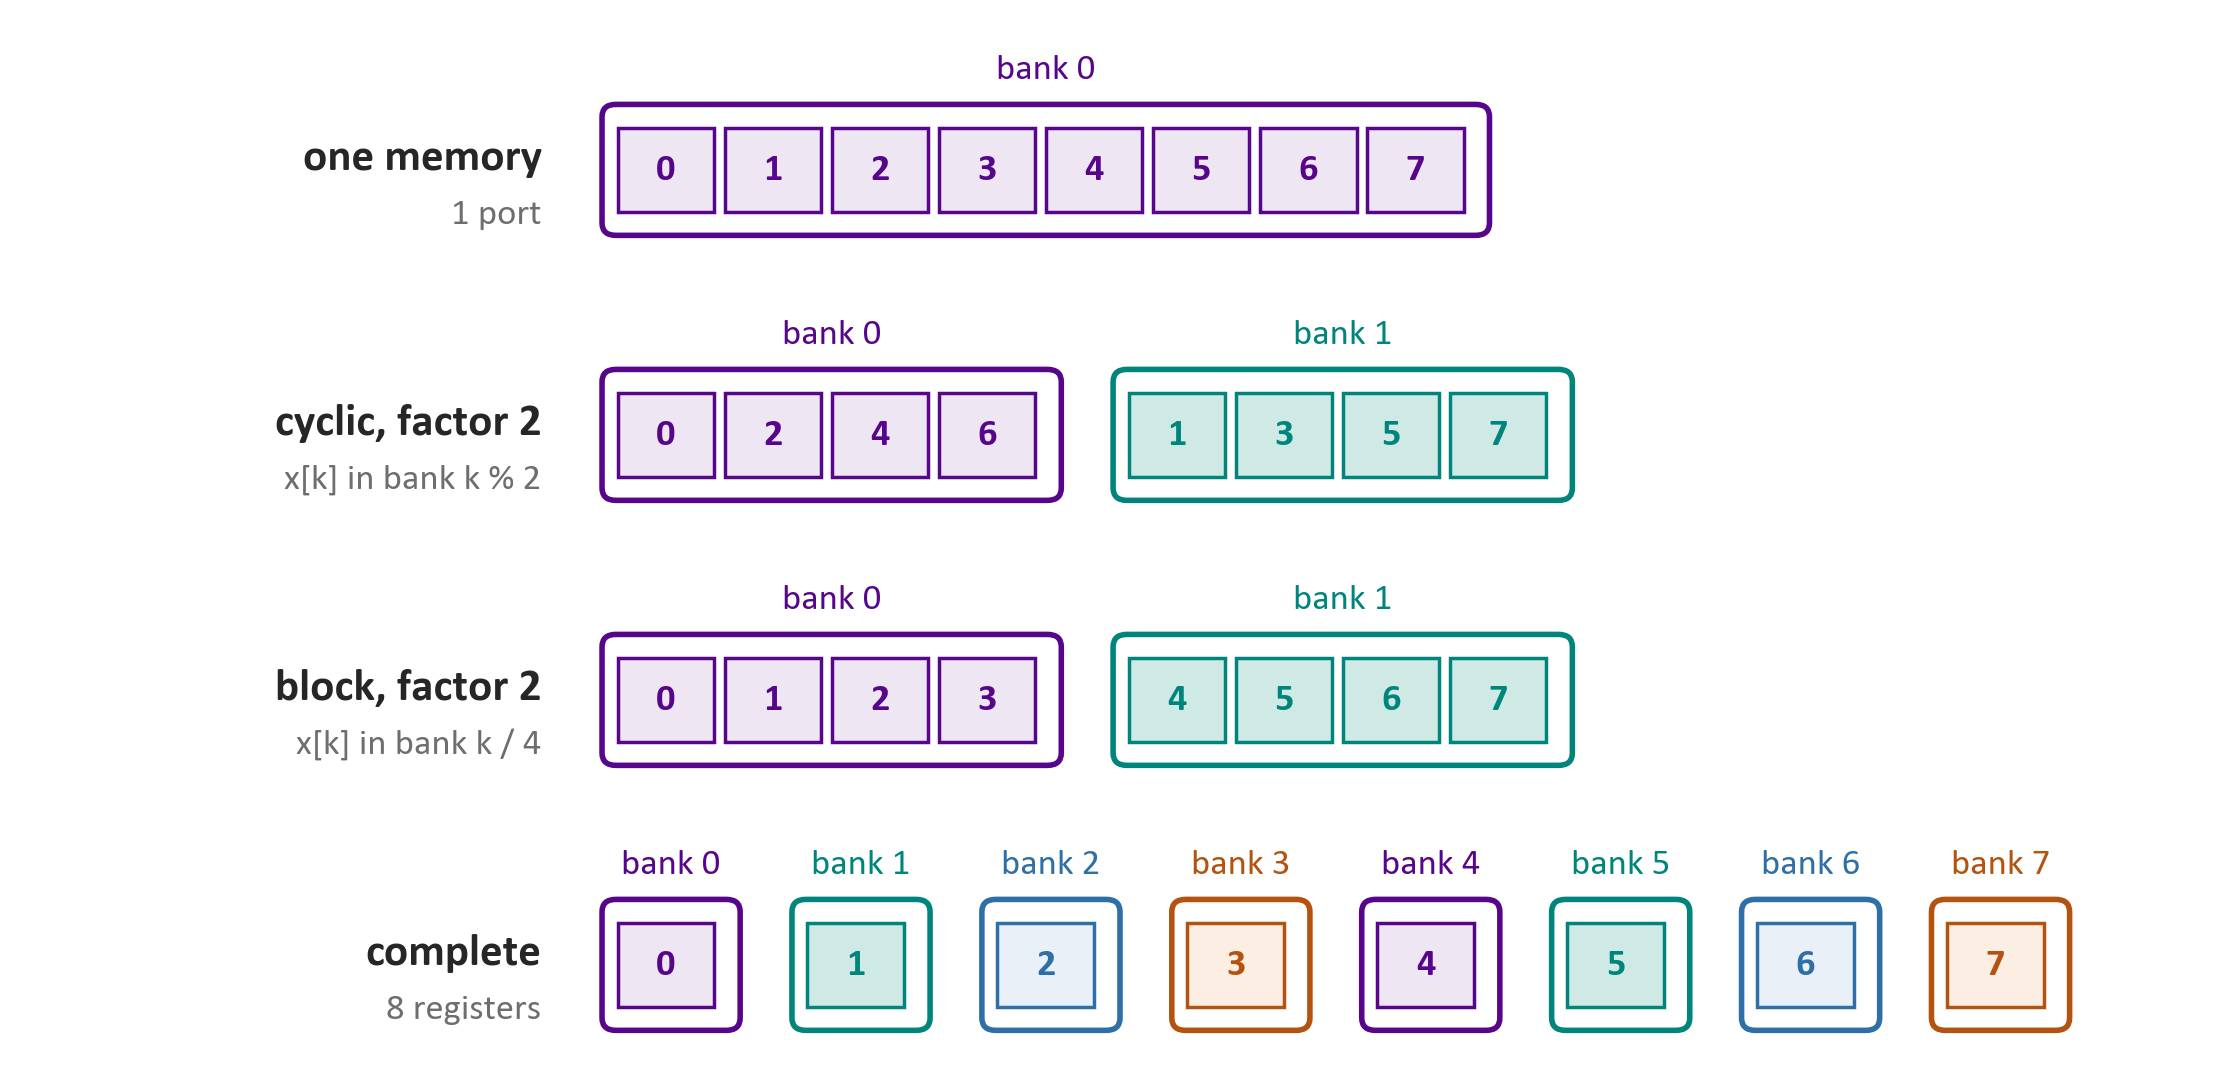 bank 0
one memory
1 port
0 1 2 3 4 5 6 7
bank 0 bank 1
cyclic, factor 2
x[k] in bank k % 2
0 2 4 6 1 3 5 7
bank 0 bank 1
block, factor 2
x[k] in bank k / 4
0 1 2 3 4 5 6 7
bank 0 bank 1 bank 2 bank 3 bank 4 bank 5 bank 6 bank 7
complete
8 registers
0 1 2 3 4 5 6 7